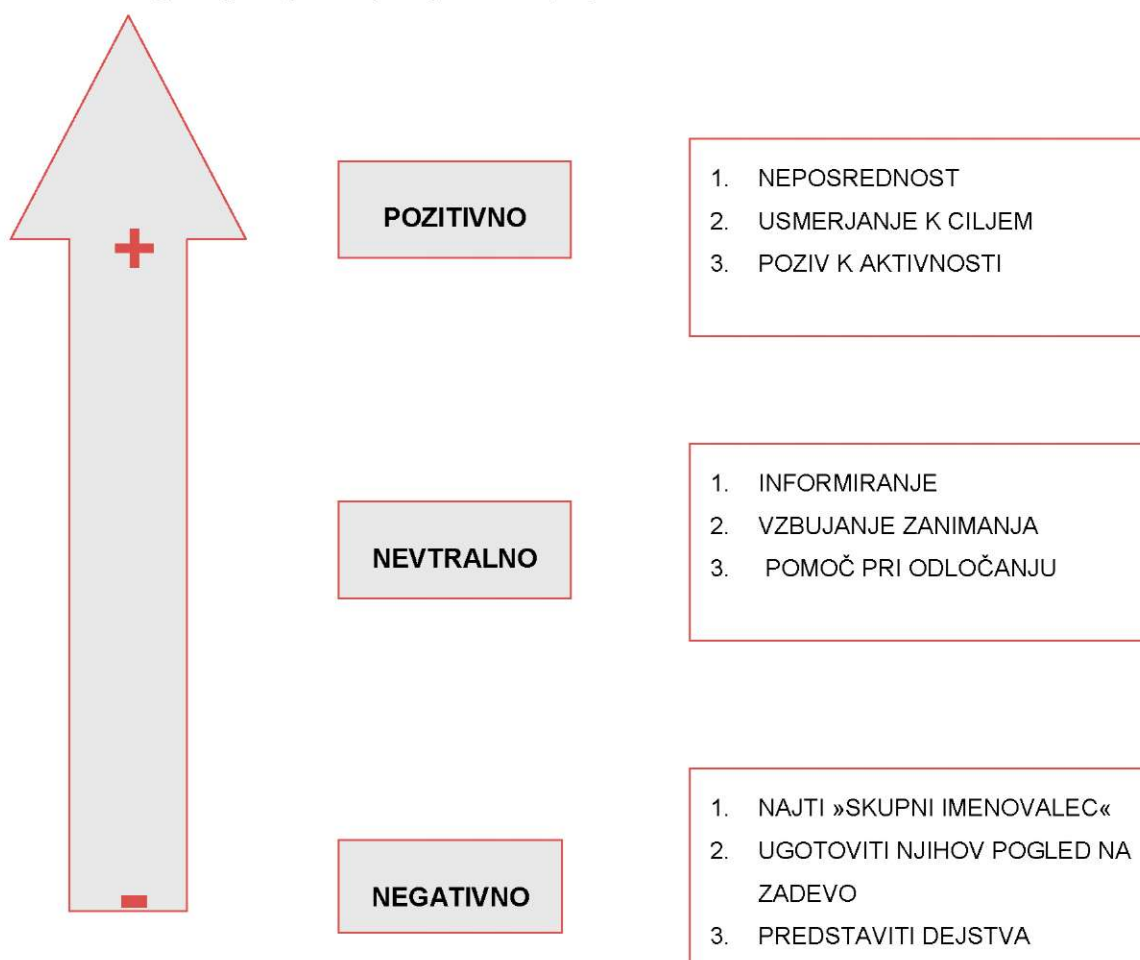 POZITIVNO
1. NEPOSREDNOST
2. USMERJANJE K CILJEM
3. POZIV K AKTIVNOSTI
+
NEVTRALNO
1. INFORMIRANJE
2. VZBUJANJE ZANIMANJA
3. POMOČ PRI ODLOČANJU
NEGATIVNO
1. NAJTI »SKUPNI IMENOVALEC«
2. UGOTOVITI NJIHOV POGLED NA
ZADEVO
3. PREDSTAVITI DEJSTVA
-